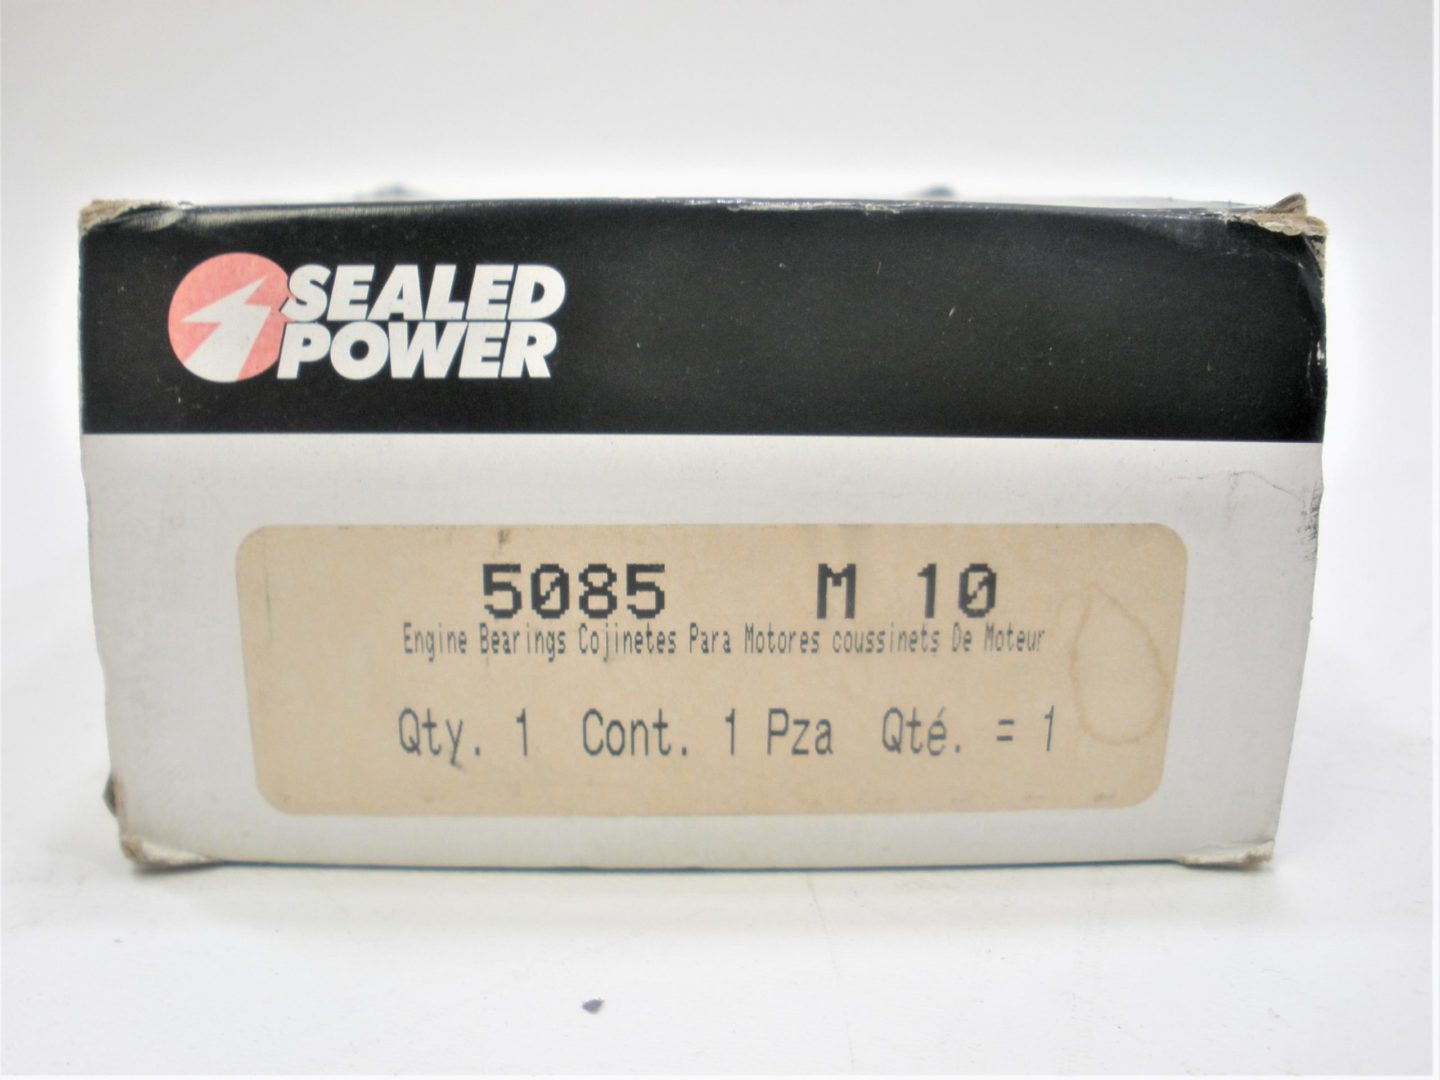 SEALED
POWER
5085 M 10
Engine Bearings Cojinetes Para Motores coussinets De Moteur
Qty. 1 Cont. 1 Pza Qté. = 1